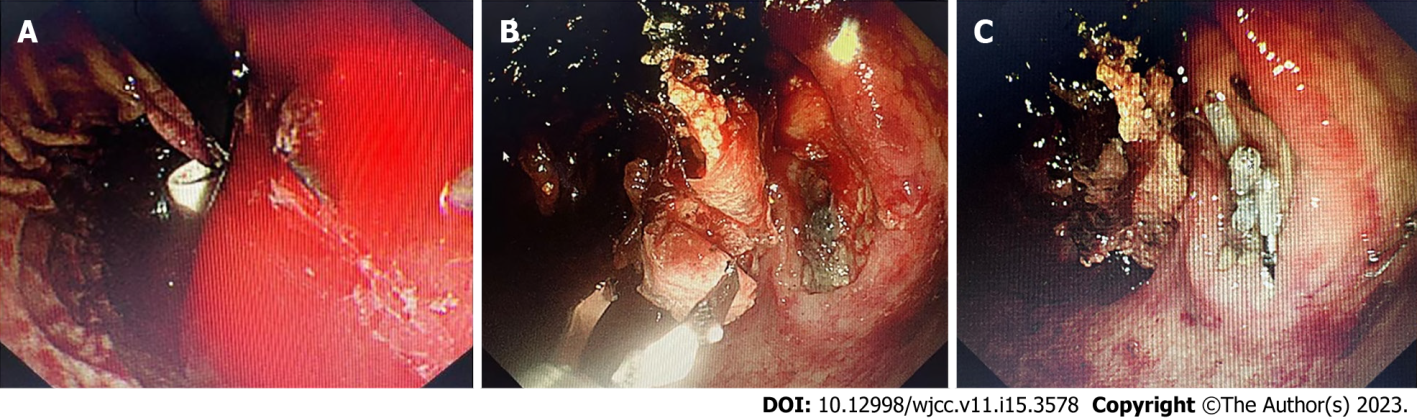 A
B
C
DOI: 10.12998/wjcc.v11.i15.3578 Copyright ©The Author(s) 2023.